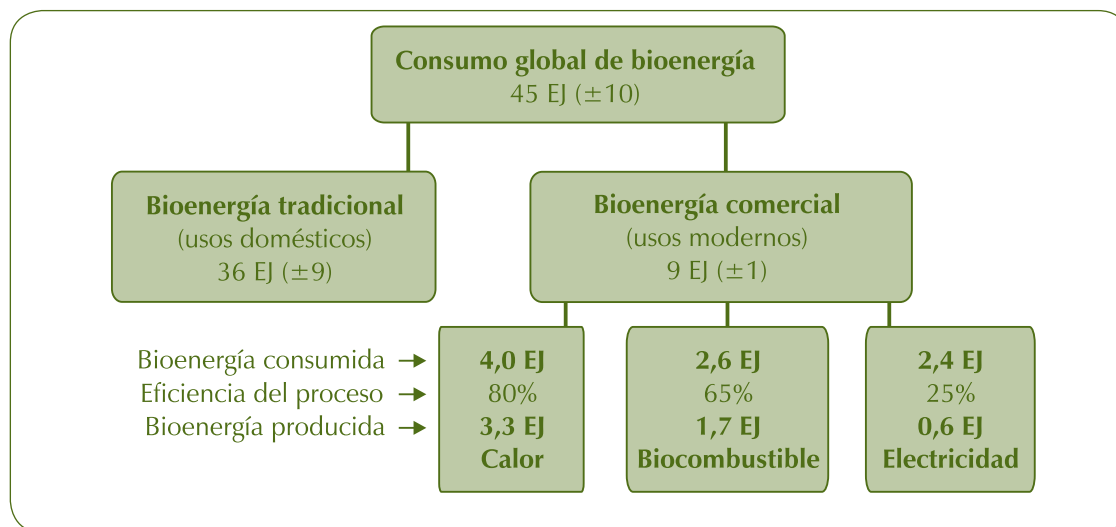 Consumo global de bioenergía
45 EJ (±10)
Bioenergía tradicional
(usos domésticos)
36 EJ (±9)
Bioenergía comercial
(usos modernos)
9 EJ (±1)
Bioenergía consumida → 4,0 EJ 2,6 EJ 2,4 EJ
Eficiencia del proceso → 80% 65% 25%
Bioenergía producida → 3,3 EJ 1,7 EJ 0,6 EJ
Calor Biocombustible Electricidad